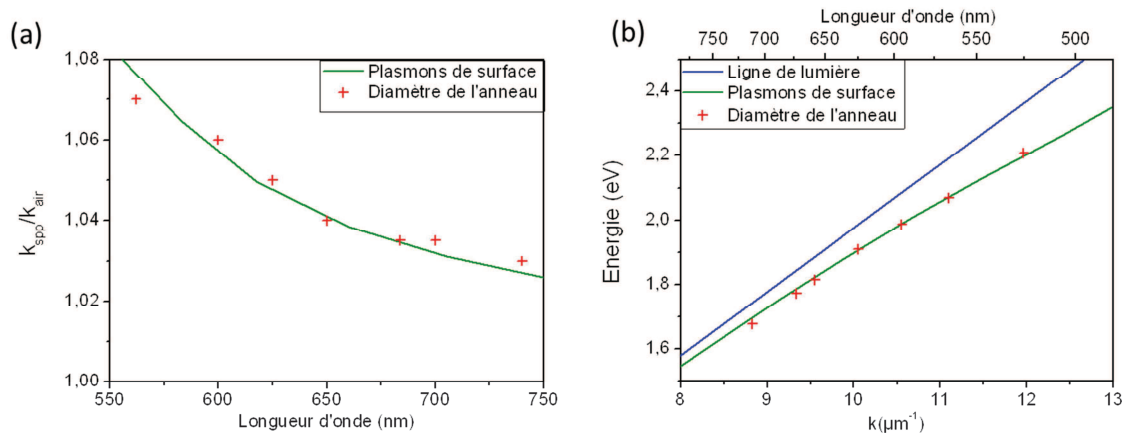 (a)
Plasmons de surface
Diamètre de l'anneau
1,08
1,06
1,04
1,02
1,00
k_spp/k_air
550 600 650 700 750
Longueur d'onde (nm)
(b)
Longueur d'onde (nm)
750 700 650 600 550 500
Ligne de lumière
Plasmons de surface
Diamètre de l'anneau
2,4
2,2
2,0
1,8
1,6
Energie (eV)
8 9 10 11 12 13
k(µm⁻¹)